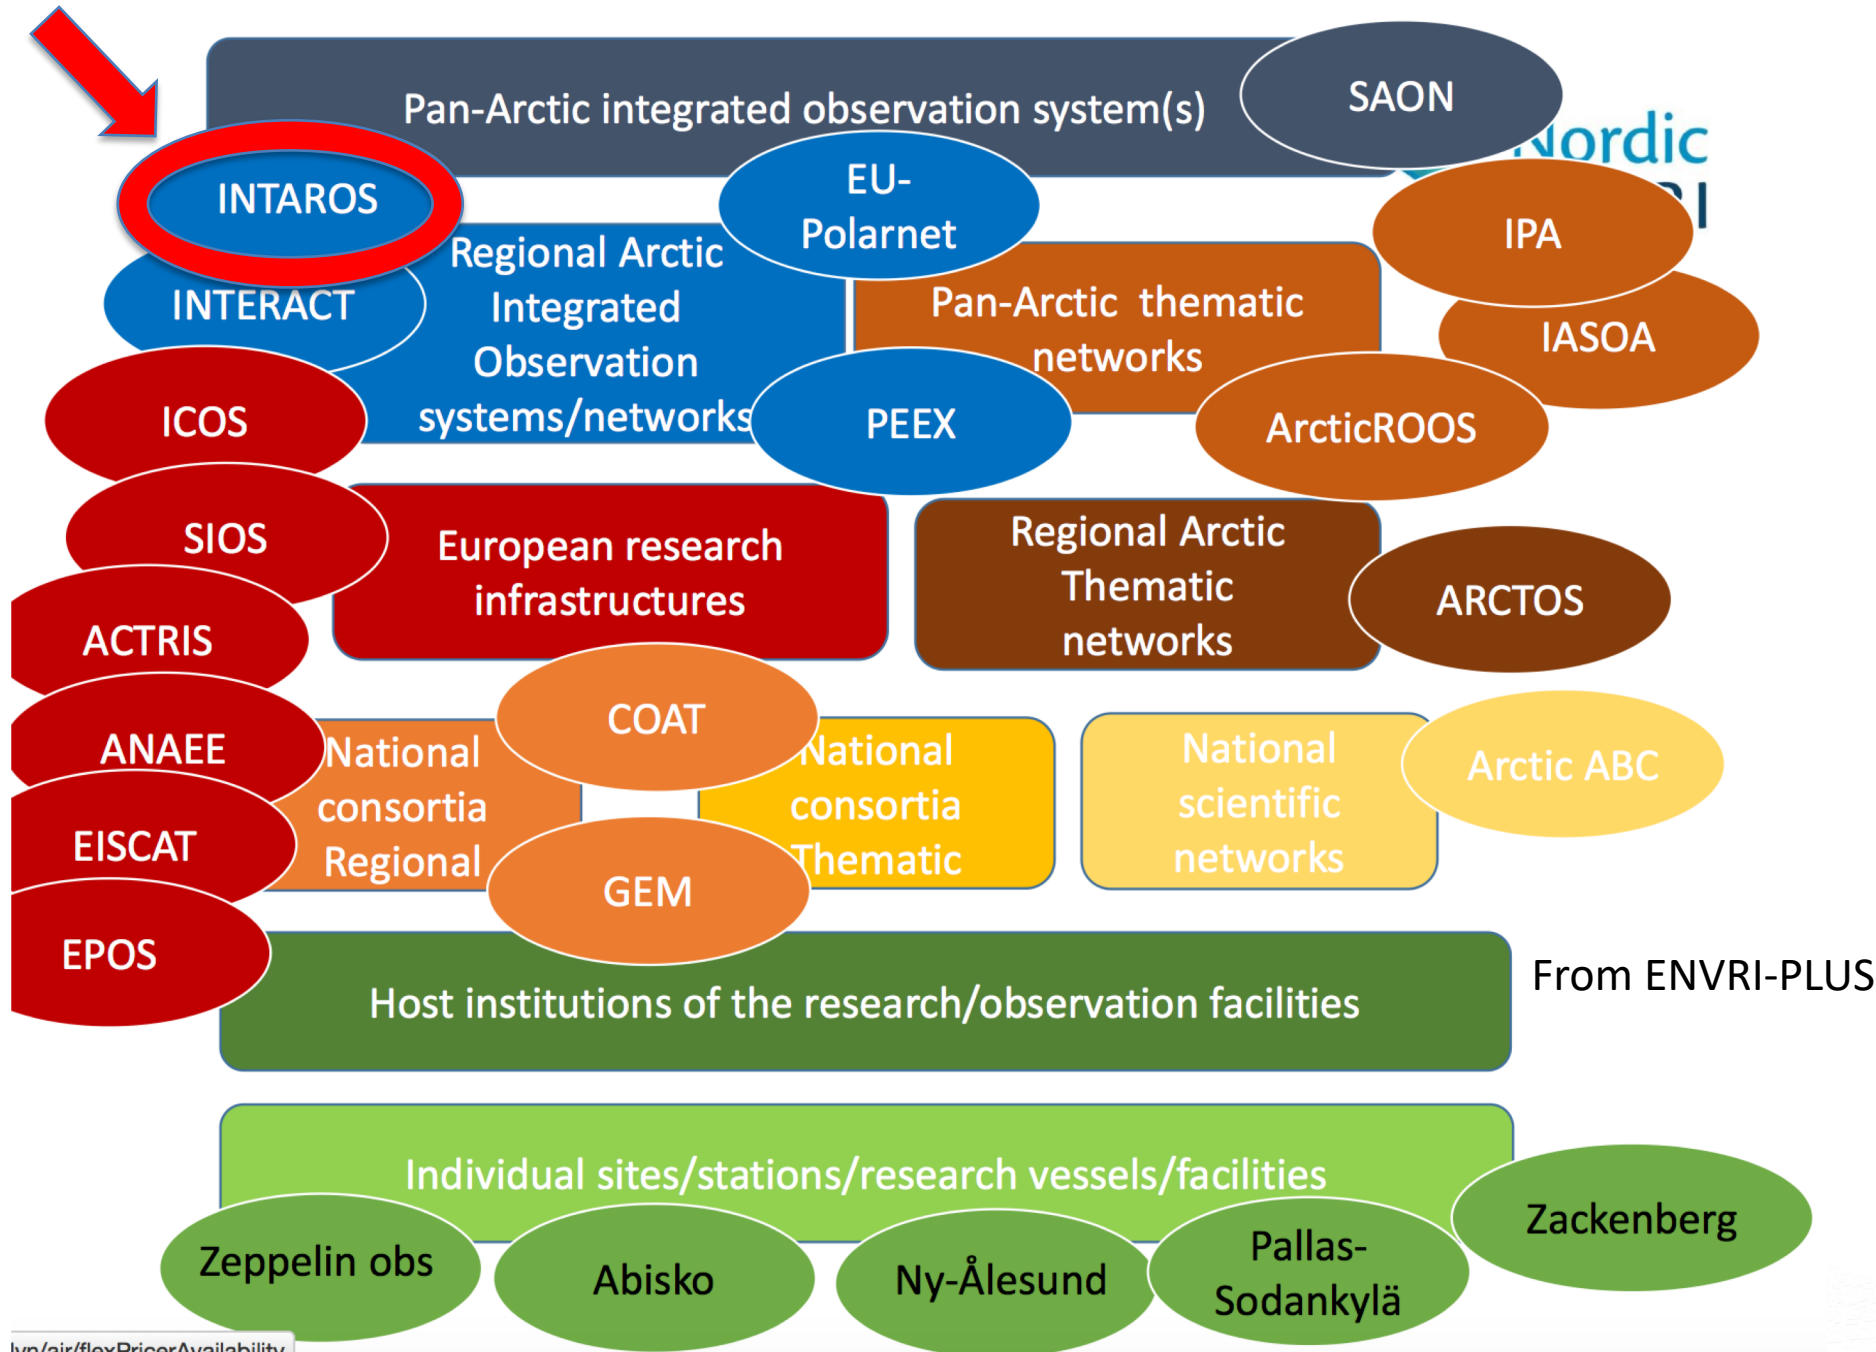 Pan-Arctic integrated observation system(s)
SAON
Nordic
INTAROS
EU-
Polarnet
IPA
INTERACT
Regional Arctic
Integrated
Observation
systems/networks
Pan-Arctic thematic
networks
IASOA
ICOS
PEEX
ArcticROOS
SIOS
European research
infrastructures
Regional Arctic
Thematic
networks
ARCTOS
ACTRIS
ANAEE
COAT
National
consortia
Regional
National
consortia
Thematic
National
scientific
networks
Arctic ABC
EISCAT
GEM
EPOS
Host institutions of the research/observation facilities
From ENVRI-PLUS
Individual sites/stations/research vessels/facilities
Zeppelin obs
Abisko
Ny-Ålesund
Pallas-
Sodankylä
Zackenberg
/air/flexPricerAvailability